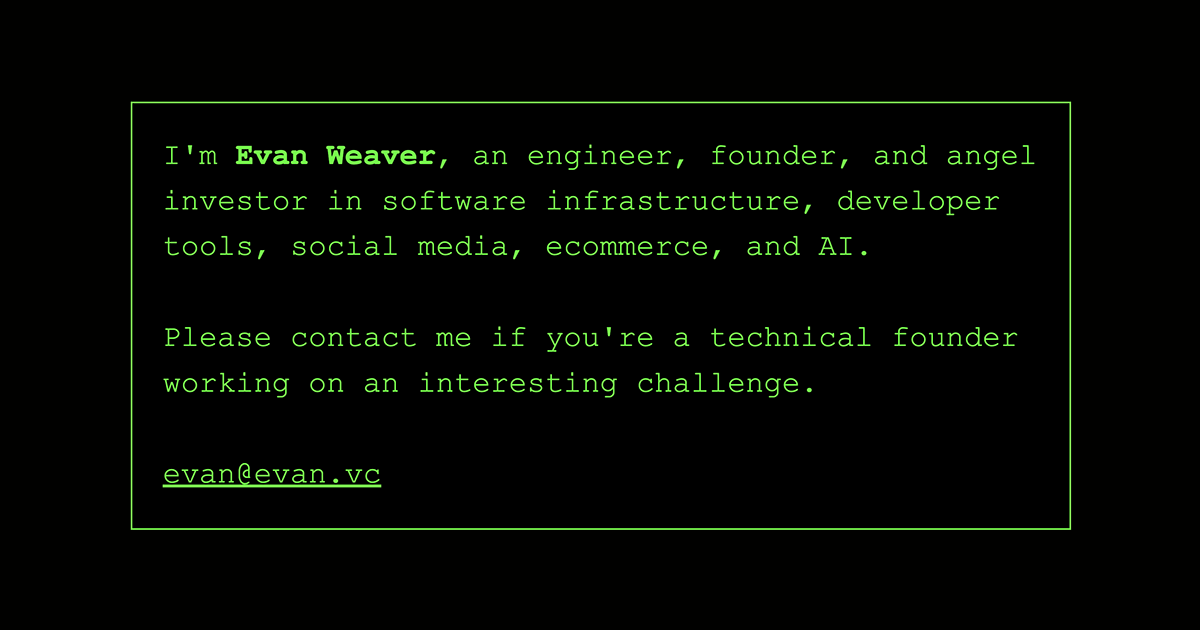 I'm Evan Weaver, an engineer, founder, and angel
investor in software infrastructure, developer
tools, social media, ecommerce, and AI.
Please contact me if you're a technical founder
working on an interesting challenge.
evan@evan.vc